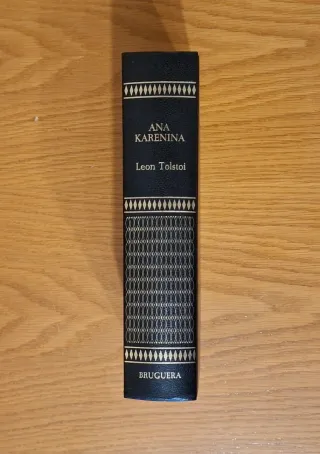 ANA
KARENINA
Leon Tolstoi
BRUGUERA